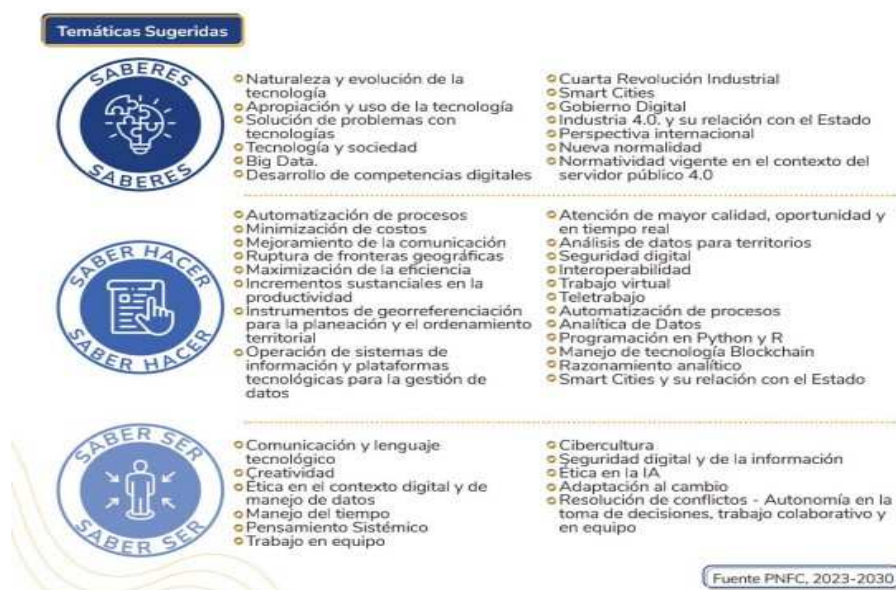 Temáticas Sugeridas
SABERES
SABERES
Naturaleza y evolución de la
tecnología
Apropiación y uso de la tecnología
Solución de problemas con
tecnologías
Tecnología y sociedad
Big Data.
Desarrollo de competencias digitales
Cuarta Revolución Industrial
Smart Cities
Gobierno Digital
Industria 4.0. y su relación con el Estado
Perspectiva internacional
Nueva normalidad
Normatividad vigente en el contexto del
servidor público 4.0
SABER HACER
SABER HACER
Automatización de procesos
Minimización de costos
Mejoramiento de la comunicación
Ruptura de fronteras geográficas
Maximización de la eficiencia
Incrementos sustanciales en la
productividad
Instrumentos de georreferenciación
para la planeación y el ordenamiento
territorial
Operación de sistemas de
información y plataformas
tecnológicas para la gestión de
datos
Atención de mayor calidad, oportunidad y
en tiempo real
Análisis de datos para territorios
Seguridad digital
Interoperabilidad
Trabajo virtual
Teletrabajo
Automatización de procesos
Analítica de Datos
Programación en Python y R
Manejo de tecnología Blockchain
Razonamiento analítico
Smart Cities y su relación con el Estado
SABER SER
SABER SER
Comunicación y lenguaje
tecnológico
Creatividad
Ética en el contexto digital y de
manejo de datos
Manejo del tiempo
Pensamiento Sistémico
Trabajo en equipo
Cibercultura
Seguridad digital y de la información
Ética en la IA
Adaptación al cambio
Resolución de conflictos - Autonomía en la
toma de decisiones, trabajo colaborativo y
en equipo
Fuente PNFC, 2023-2030